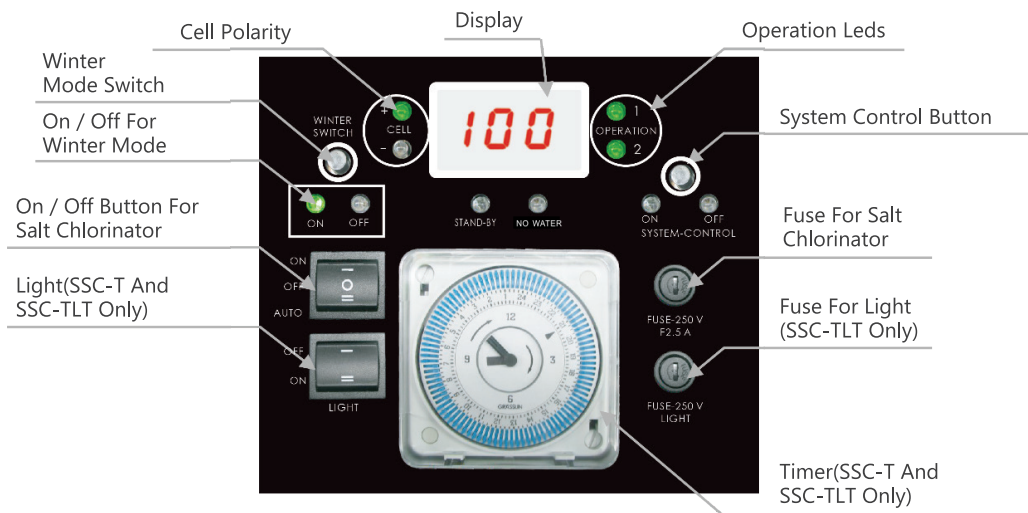 Cell Polarity
Display
Operation Leds
Winter
Mode Switch
On / Off For
Winter Mode
On / Off Button For
Salt Chlorinator
Light(SSC-T And
SSC-TLT Only)
System Control Button
Fuse For Salt
Chlorinator
Fuse For Light
(SSC-TLT Only)
Timer(SSC-T And
SSC-TLT Only)
WINTER
SWITCH
+
CELL
-
100
1
OPERATION
2
ON
OFF
STAND-BY
NO WATER
ON
OFF
SYSTEM-CONTROL
ON
OFF
AUTO
OFF
ON
LIGHT
12
3
6
9
GRASSLIN
FUSE-250 V
F2.5 A
FUSE-250 V
LIGHT